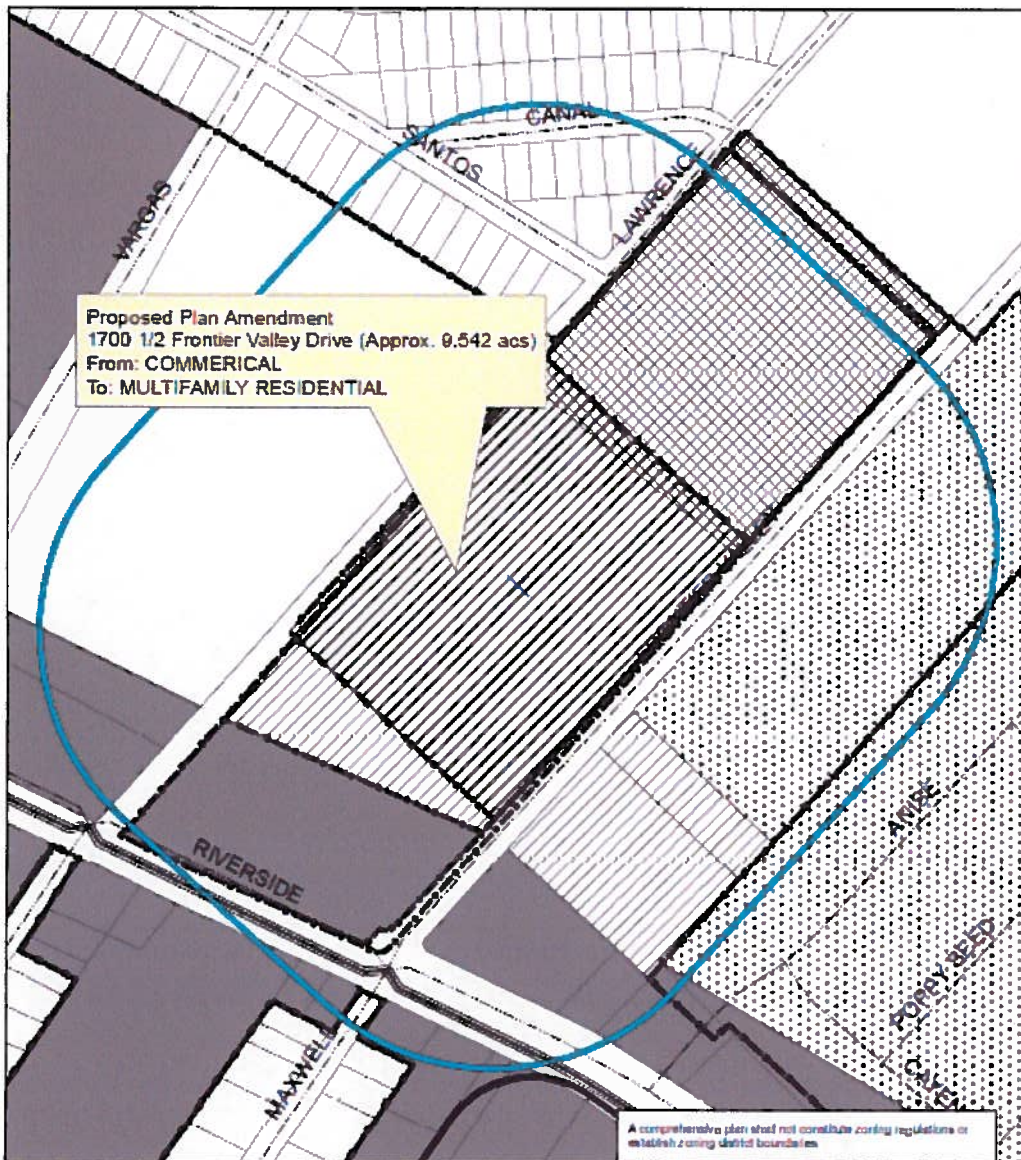 CANAL
SANTOS
LAWRENCE
VARGAS
Proposed Plan Amendment
1700 1/2 Frontier Valley Drive (Approx. 9.542 acs)
From: COMMERICAL
To: MULTIFAMILY RESIDENTIAL
ANISE
RIVERSIDE
POPPY SEED
MAXWELL
A comprehensive plan shall not constitute zoning regulations or
establish zoning district boundaries